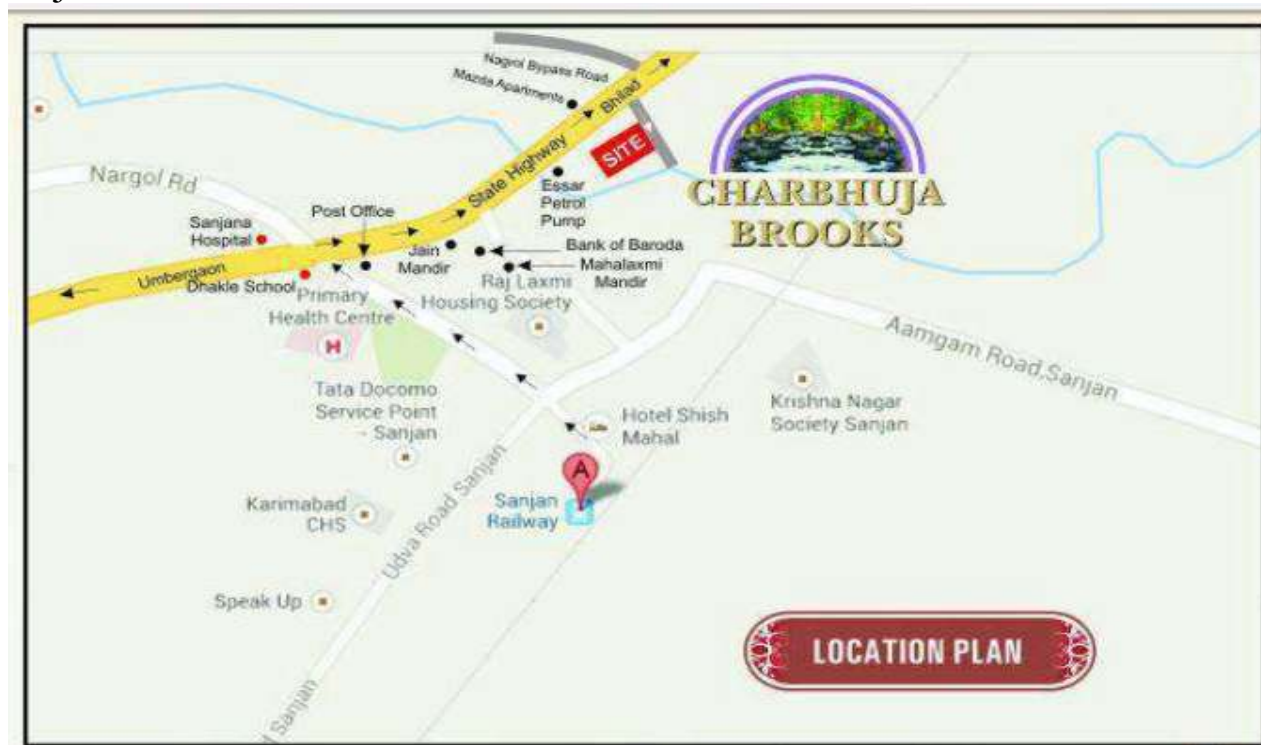 Nagrol Bypass Road
Mazda Apartments
Bhilad
SITE
State Highway
CHARBHUJA
BROOKS
Nargol Rd
Essar
Petrol
Pump
Post Office
Sanjana
Hospital
Jain
Mandir
Bank of Baroda
Mahalaxmi
Mandir
Umbergaon
Dhakle School
Primary
Health Centre
H
Raj Laxmi
Housing Society
Aamgam Road,Sanjan
Tata Docomo
Service Point
- Sanjan
Hotel Shish
Mahal
Krishna Nagar
Society Sanjan
A
Sanjan
Railway
Karimabad
CHS
Udva Road Sanjan
Speak Up
LOCATION PLAN
Sanjan